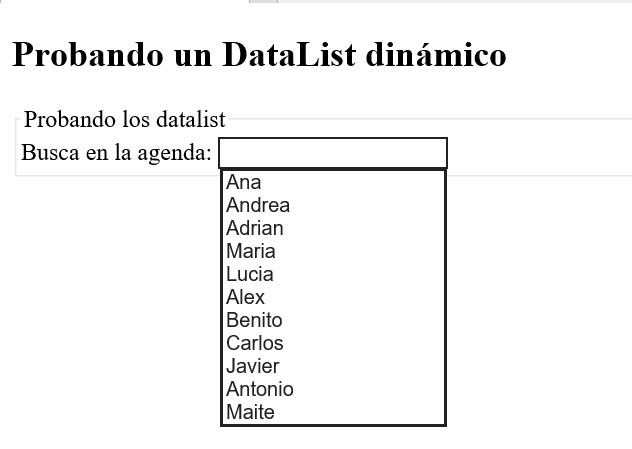 Probando un DataList dinámico
Probando los datalist
Busca en la agenda:
Ana
Andrea
Adrian
Maria
Lucia
Alex
Benito
Carlos
Javier
Antonio
Maite